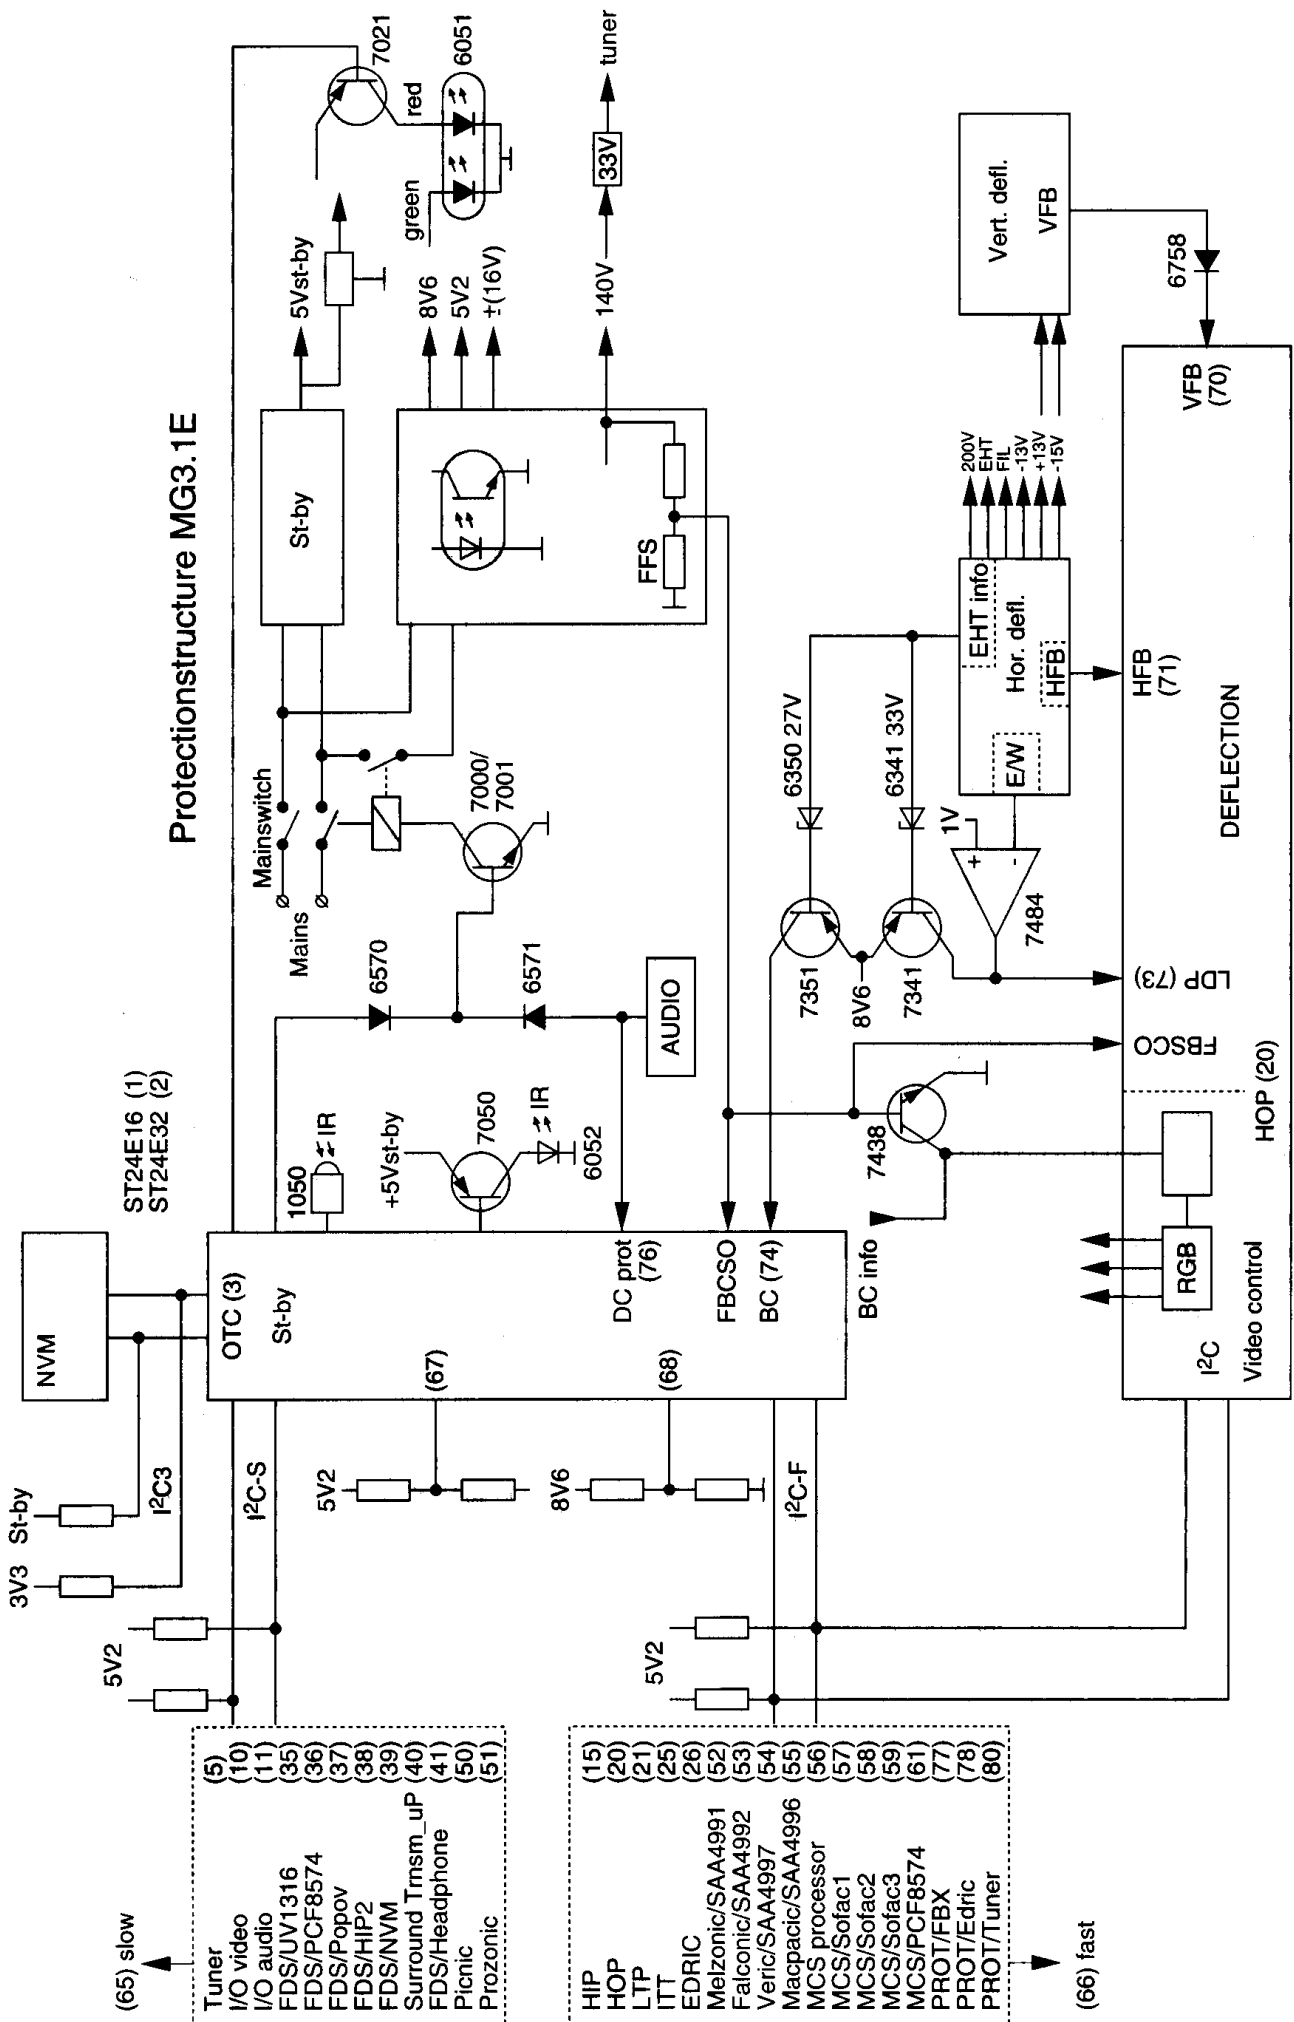 Protectionstructure MG3.1E
NVM
ST24E16 (1)
ST24E32 (2)
3V3
St-by
I²C3
5V2
I²C-S
(65) slow
Tuner (5)
I/O video (10)
I/O audio (11)
FDS/UV1316 (35)
FDS/PCF8574 (36)
FDS/Popov (37)
FDS/HIP2 (38)
FDS/NVM (39)
Surround Trnsm_uP (40)
FDS/Headphone (41)
Picnic (50)
Prozonic (51)
HIP (15)
HOP (20)
LTP (21)
ITT (25)
EDRIC (26)
Melzonic/SAA4991 (52)
Falconic/SAA4992 (53)
Veric/SAA4997 (54)
Macpacic/SAA4996 (55)
MCS processor (56)
MCS/Sofac1 (57)
MCS/Sofac2 (58)
MCS/Sofac3 (59)
MCS/PCF8574 (61)
PROT/FBX (77)
PROT/Edric (78)
PROT/Tuner (80)
(66) fast
5V2
I²C-F
5V2
8V6
OTC (3)
St-by
(67)
(68)
DC prot
(76)
FBCSO
BC (74)
1050
IR
+5Vst-by
7050
IR
6052
6570
6571
AUDIO
Mainswitch
Mains
7000/
7001
St-by
5Vst-by
7021
red
green
6051
8V6
5V2
+-(16V)
140V
33V
tuner
FFS
BC info
7438
7351
8V6
7341
6350 27V
6341 33V
1V
+
-
7484
EHT info
Hor. defl.
HFB
E/W
200V
EHT
FIL
-13V
+13V
-15V
Vert. defl.
VFB
6758
VFB
(70)
HFB
(71)
DEFLECTION
LDP (73)
FBSCO
HOP (20)
RGB
I²C
Video control